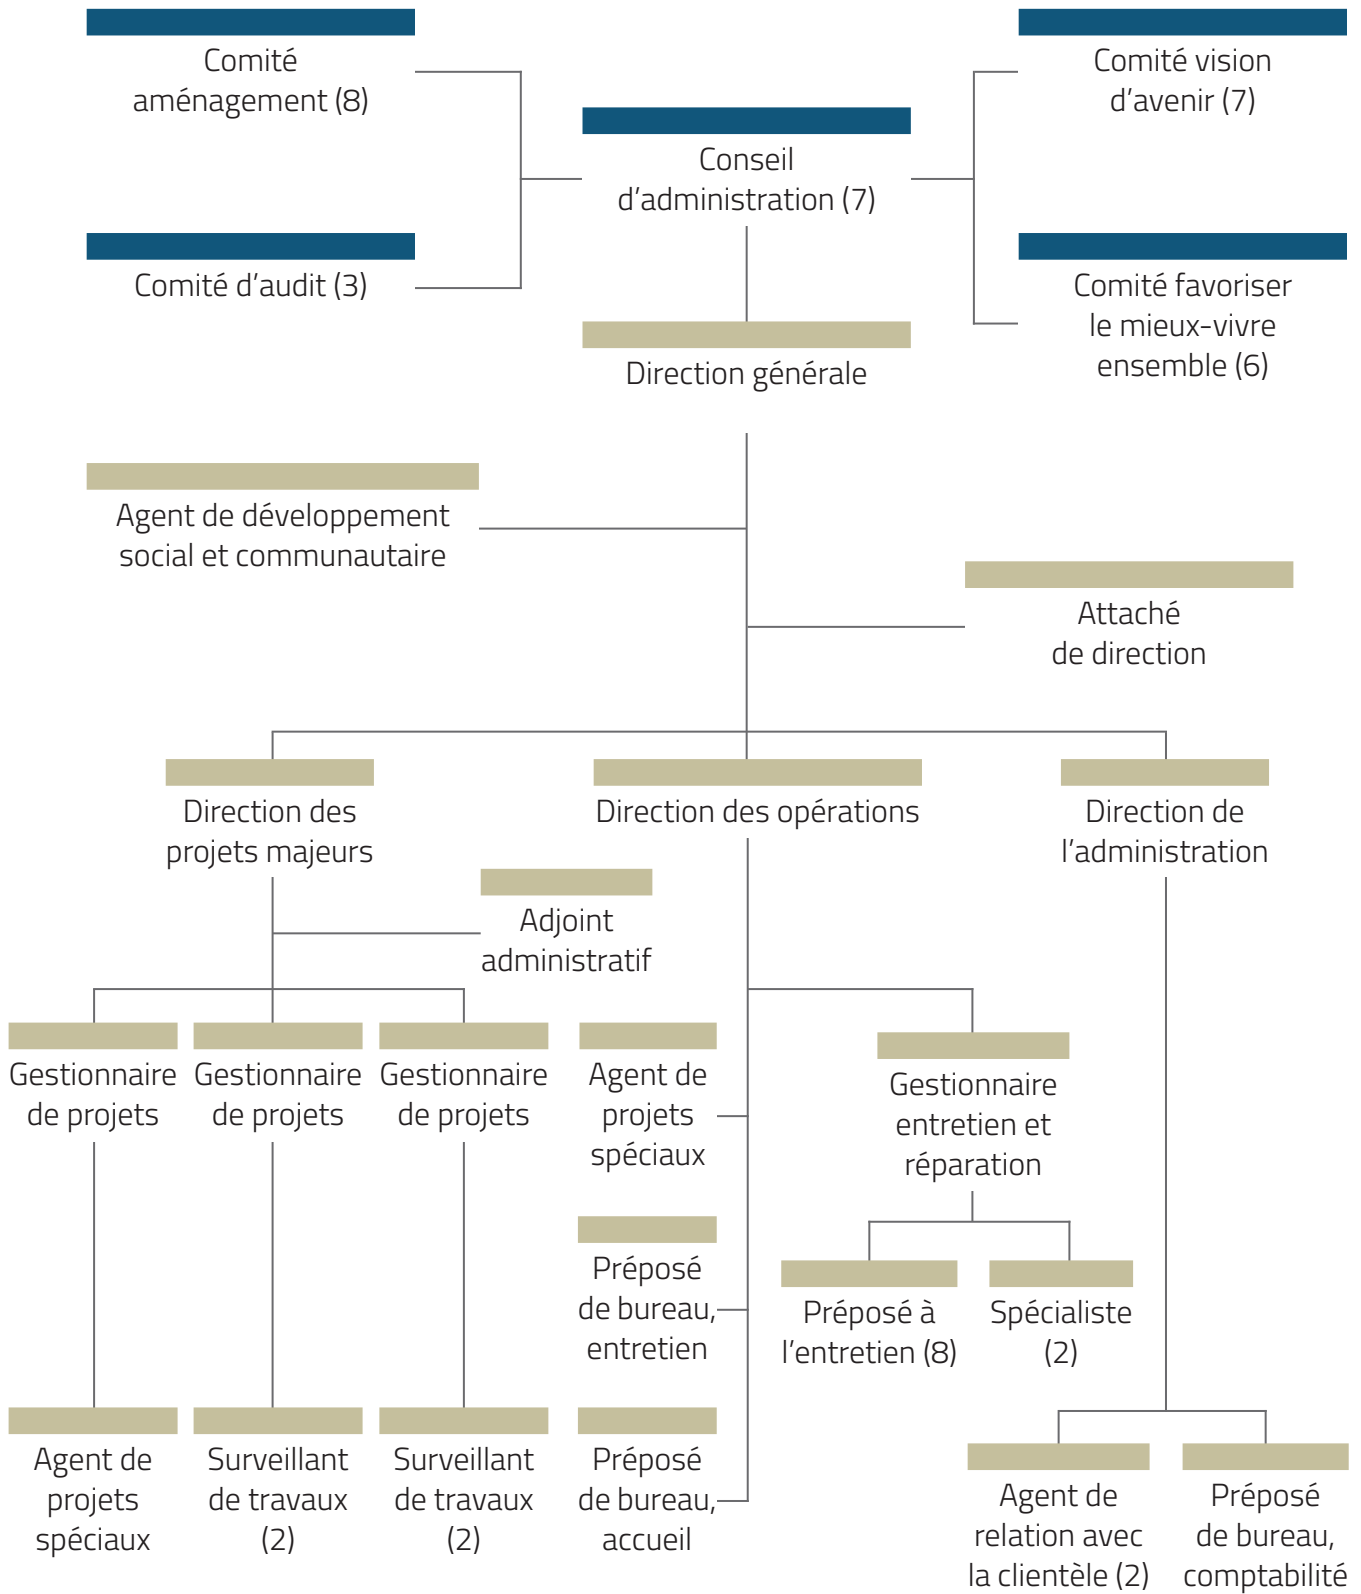 Comité
aménagement (8)
Comité vision
d’avenir (7)
Conseil
d’administration (7)
Comité d’audit (3)
Comité favoriser
le mieux-vivre
ensemble (6)
Direction générale
Agent de développement
social et communautaire
Attaché
de direction
Direction des
projets majeurs
Direction des opérations
Direction de
l’administration
Adjoint
administratif
Gestionnaire
de projets
Gestionnaire
de projets
Gestionnaire
de projets
Agent de
projets
spéciaux
Gestionnaire
entretien et
réparation
Préposé
de bureau,
entretien
Préposé à
l’entretien (8)
Spécialiste
(2)
Agent de
projets
spéciaux
Surveillant
de travaux
(2)
Surveillant
de travaux
(2)
Préposé
de bureau,
accueil
Agent de
relation avec
la clientèle (2)
Préposé
de bureau,
comptabilité